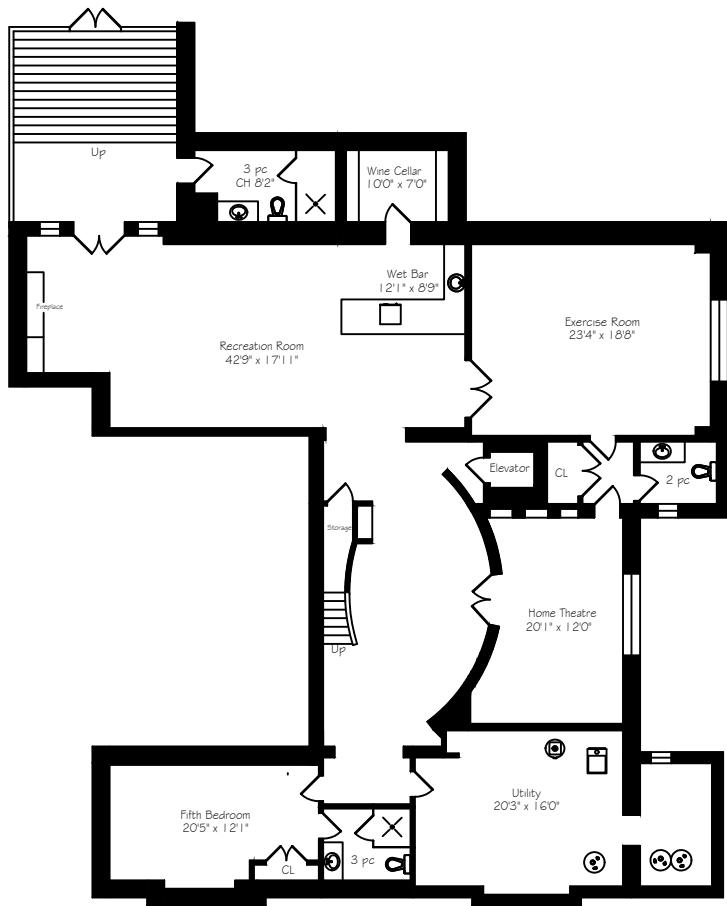 Up
3 pc
CH 8'2"
Wine Cellar
10'0" x 7'0"
Wet Bar
12'1" x 8'9"
Fireplace
Exercise Room
23'4" x 18'8"
Recreation Room
42'9" x 17'11"
Elevator
CL
2 pc
Storage
Home Theatre
20'1" x 12'0"
Up
Utility
20'3" x 16'0"
Fifth Bedroom
20'5" x 12'1"
3 pc
CL